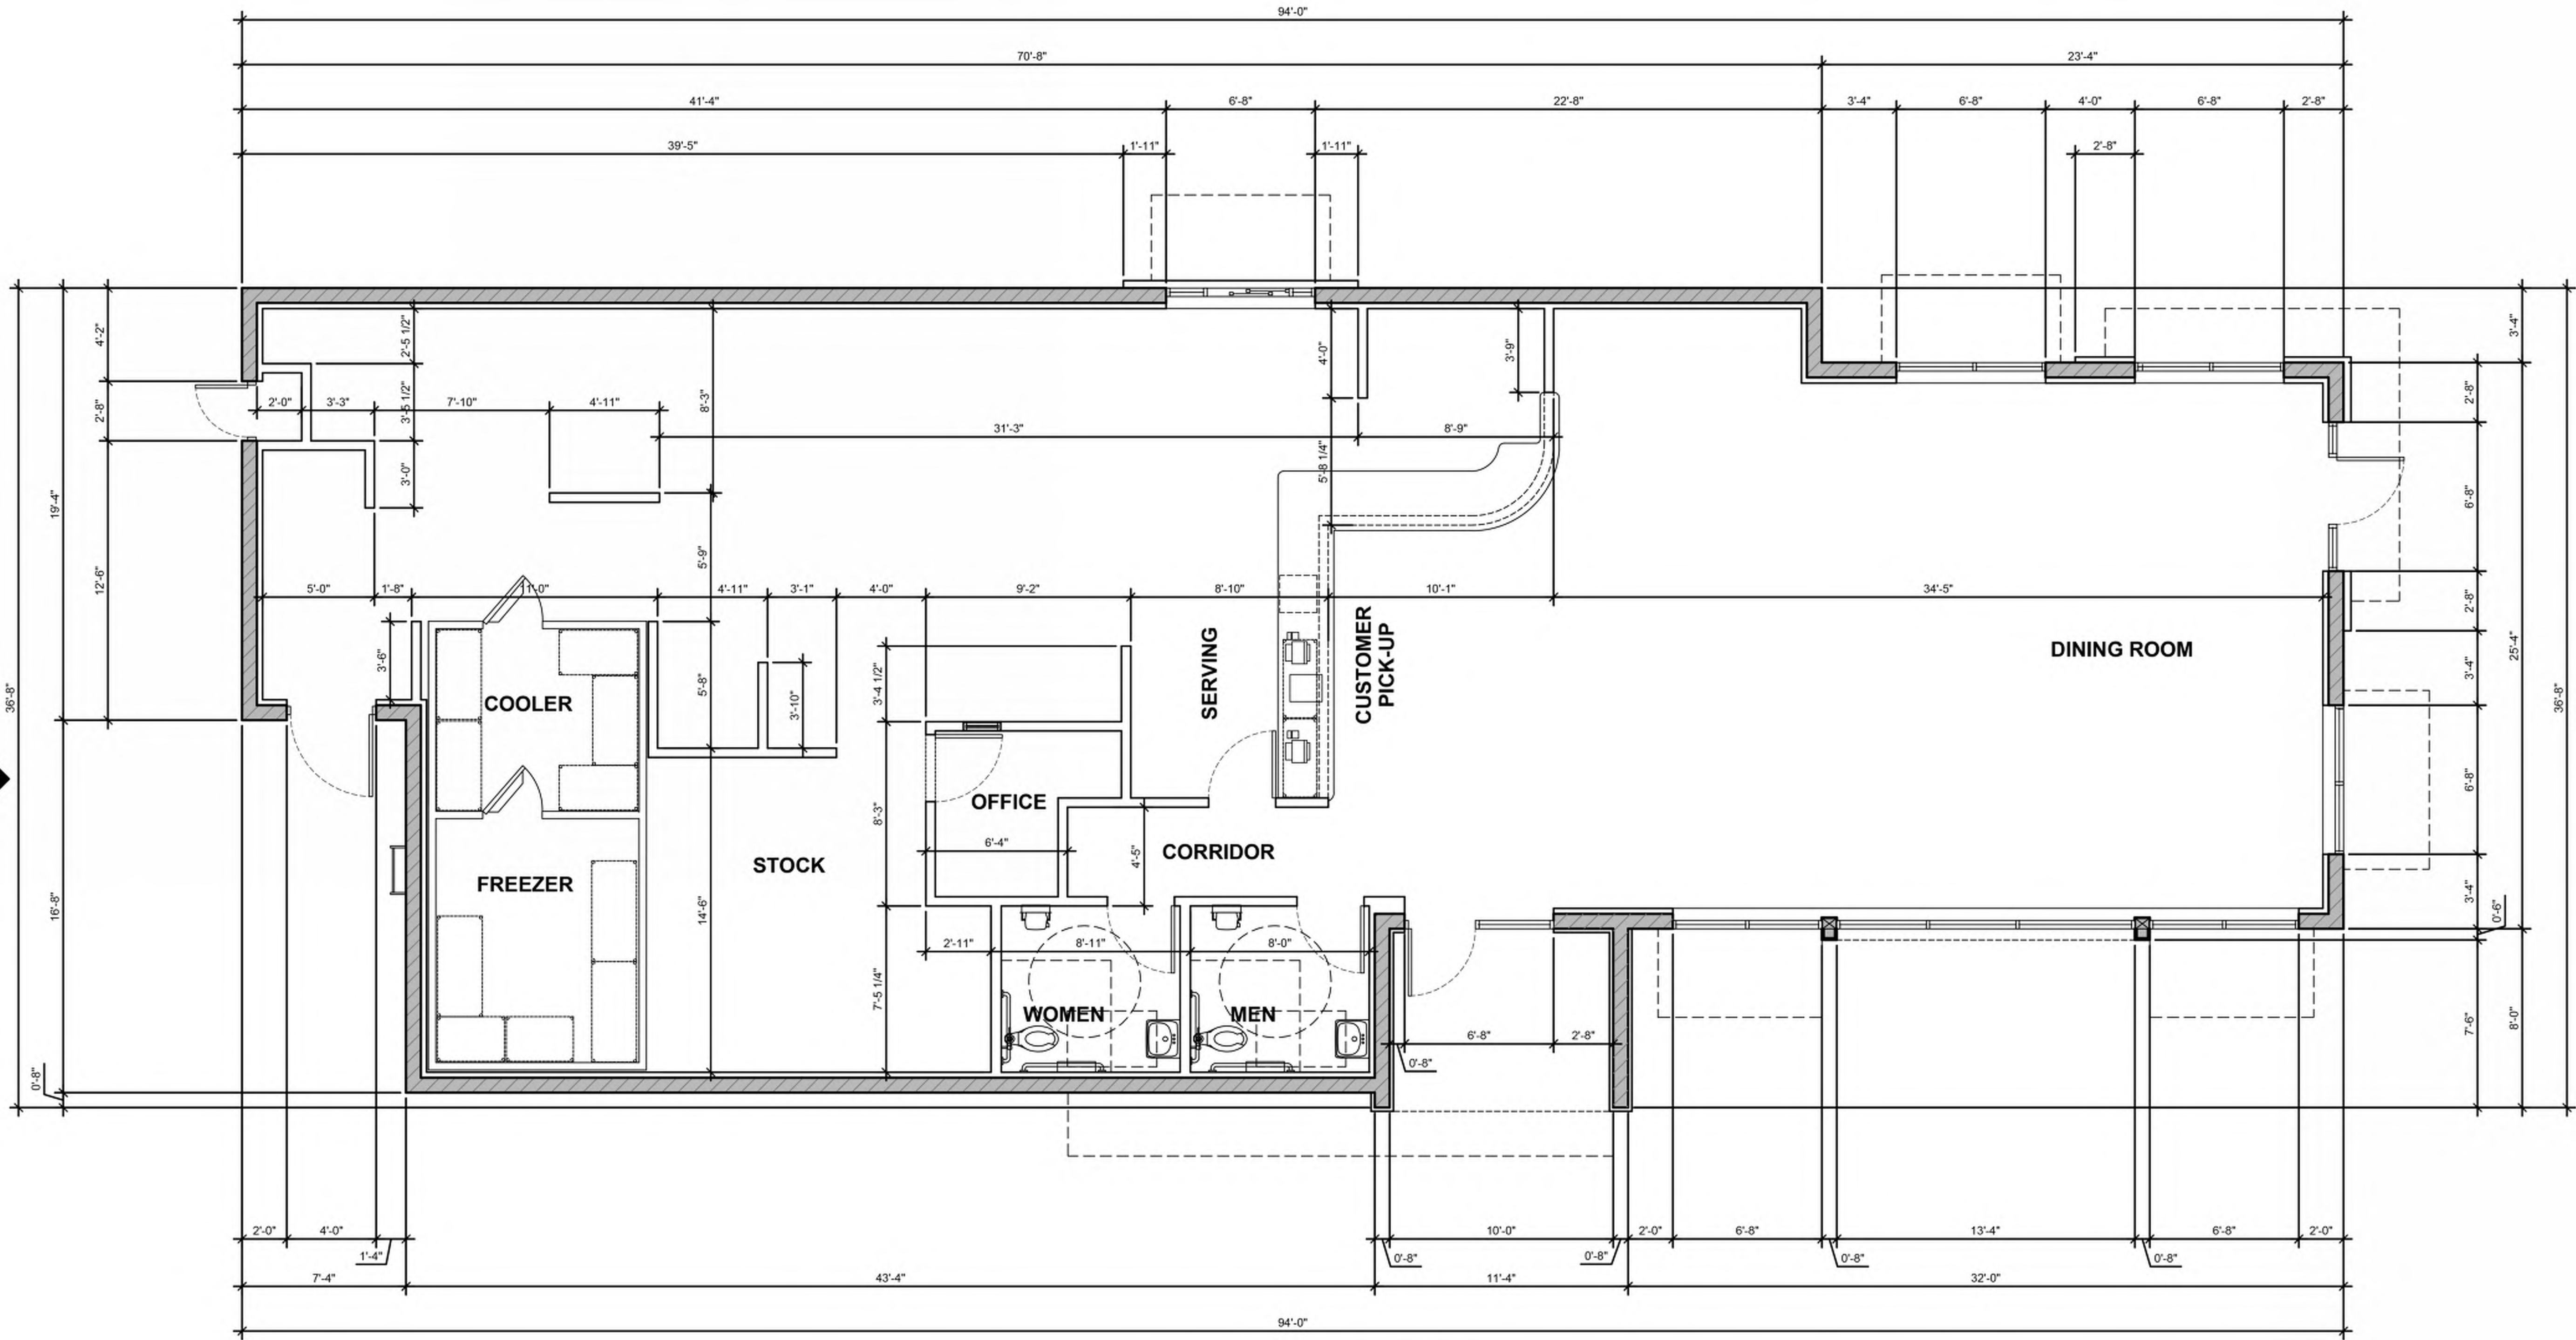 94'-0"
70'-8" 23'-4"
41'-4" 6'-8" 22'-8" 3'-4" 6'-8" 4'-0" 6'-8" 2'-8"
39'-5" 1'-11" 1'-11" 2'-8"
4'-2"
2'-8"
12'-6"
19'-4"
36'-8"
16'-8"
0'-8"
2'-5 1/2"
3'-5 1/2"
3'-0"
8'-3"
4'-0"
3'-9"
2'-0" 3'-3" 7'-10" 4'-11"
31'-3" 8'-9"
5'-8 1/4"
5'-9"
5'-0" 1'-8" 11'-0" 4'-11" 3'-1" 4'-0" 9'-2" 8'-10" 10'-1" 34'-5"
3'-6"
5'-8"
3'-10"
3'-4 1/2"
COOLER
SERVING
CUSTOMER
PICK-UP
DINING ROOM
OFFICE
6'-4"
8'-3"
4'-5"
CORRIDOR
STOCK
FREEZER
14'-6"
2'-11" 8'-11" 8'-0"
7'-5 1/4"
WOMEN
MEN
6'-8" 2'-8"
0'-8"
3'-4"
2'-8"
6'-8"
2'-8"
3'-4"
6'-8"
3'-4"
0'-6"
7'-6"
25'-4"
8'-0"
36'-8"
2'-0" 4'-0" 10'-0" 2'-0" 6'-8" 13'-4" 6'-8" 2'-0"
1'-4" 0'-8" 0'-8" 0'-8" 0'-8"
7'-4" 43'-4" 11'-4" 32'-0"
94'-0"